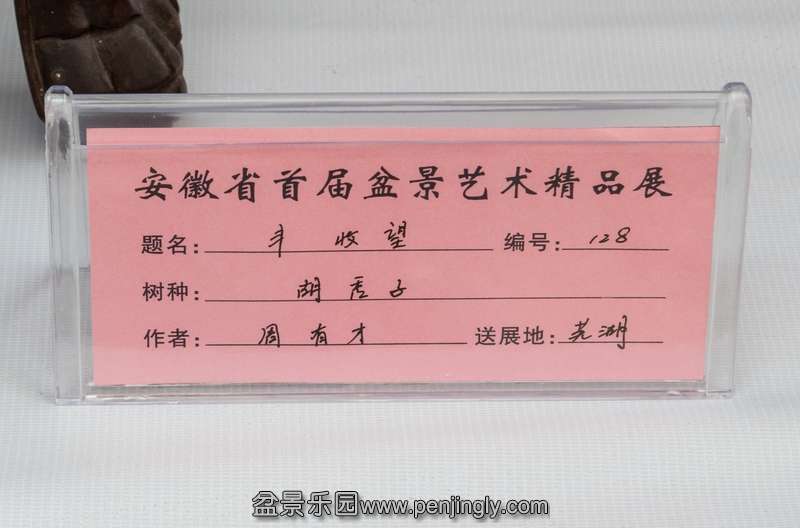 安徽省首届盆景艺术精品展
题名: 丰收望 编号: 128
树种: 胡秃子
作者: 周有才 送展地: 芜湖
盆景乐园www.penjingly.com